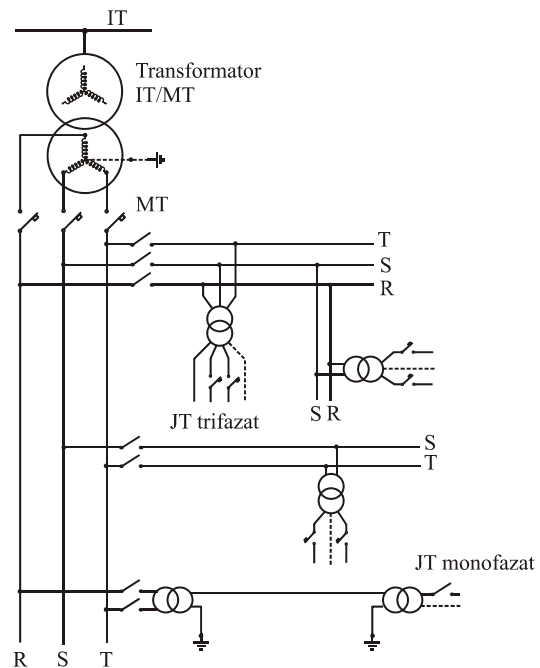 IT
Transformator
IT/MT
MT
T
S
R
JT trifazat
S R
S
T
JT monofazat
R S T